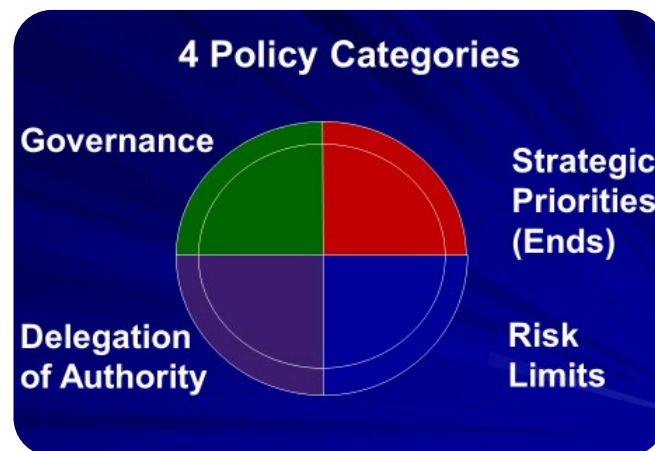 4 Policy Categories
Governance
Strategic
Priorities
(Ends)
Delegation
of Authority
Risk
Limits